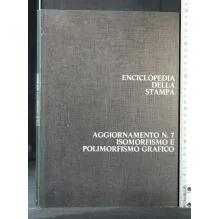 ENCICLOPEDIA
DELLA
STAMPA
AGGIORNAMENTO N. 7
ISOMORFISMO E
POLIMORFISMO GRAFICO